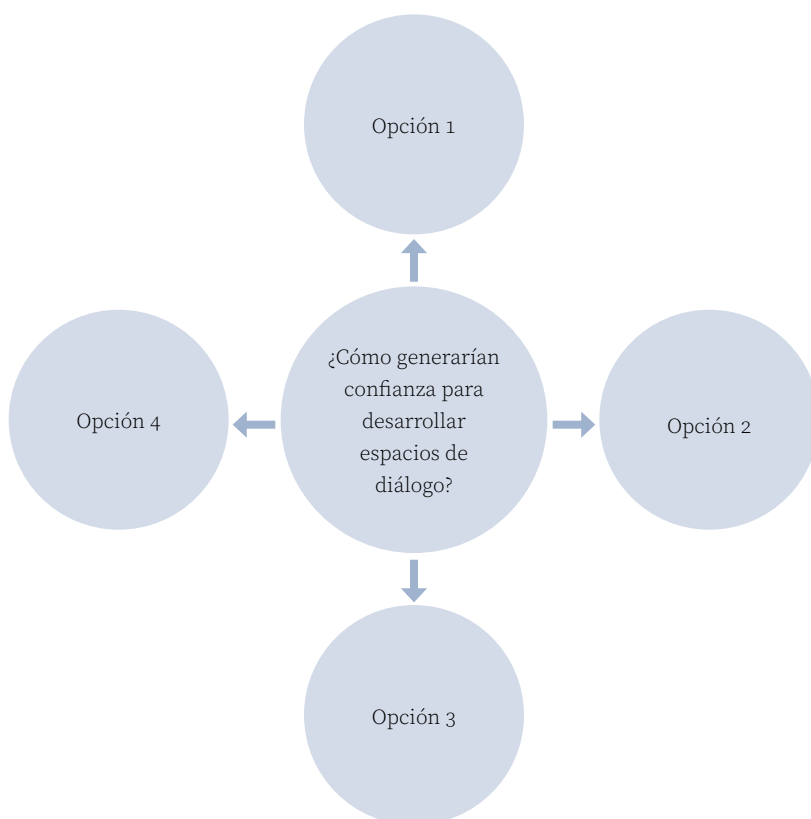 Opción 1
¿Cómo generarían
confianza para
desarrollar
espacios de
diálogo?
Opción 4
Opción 2
Opción 3